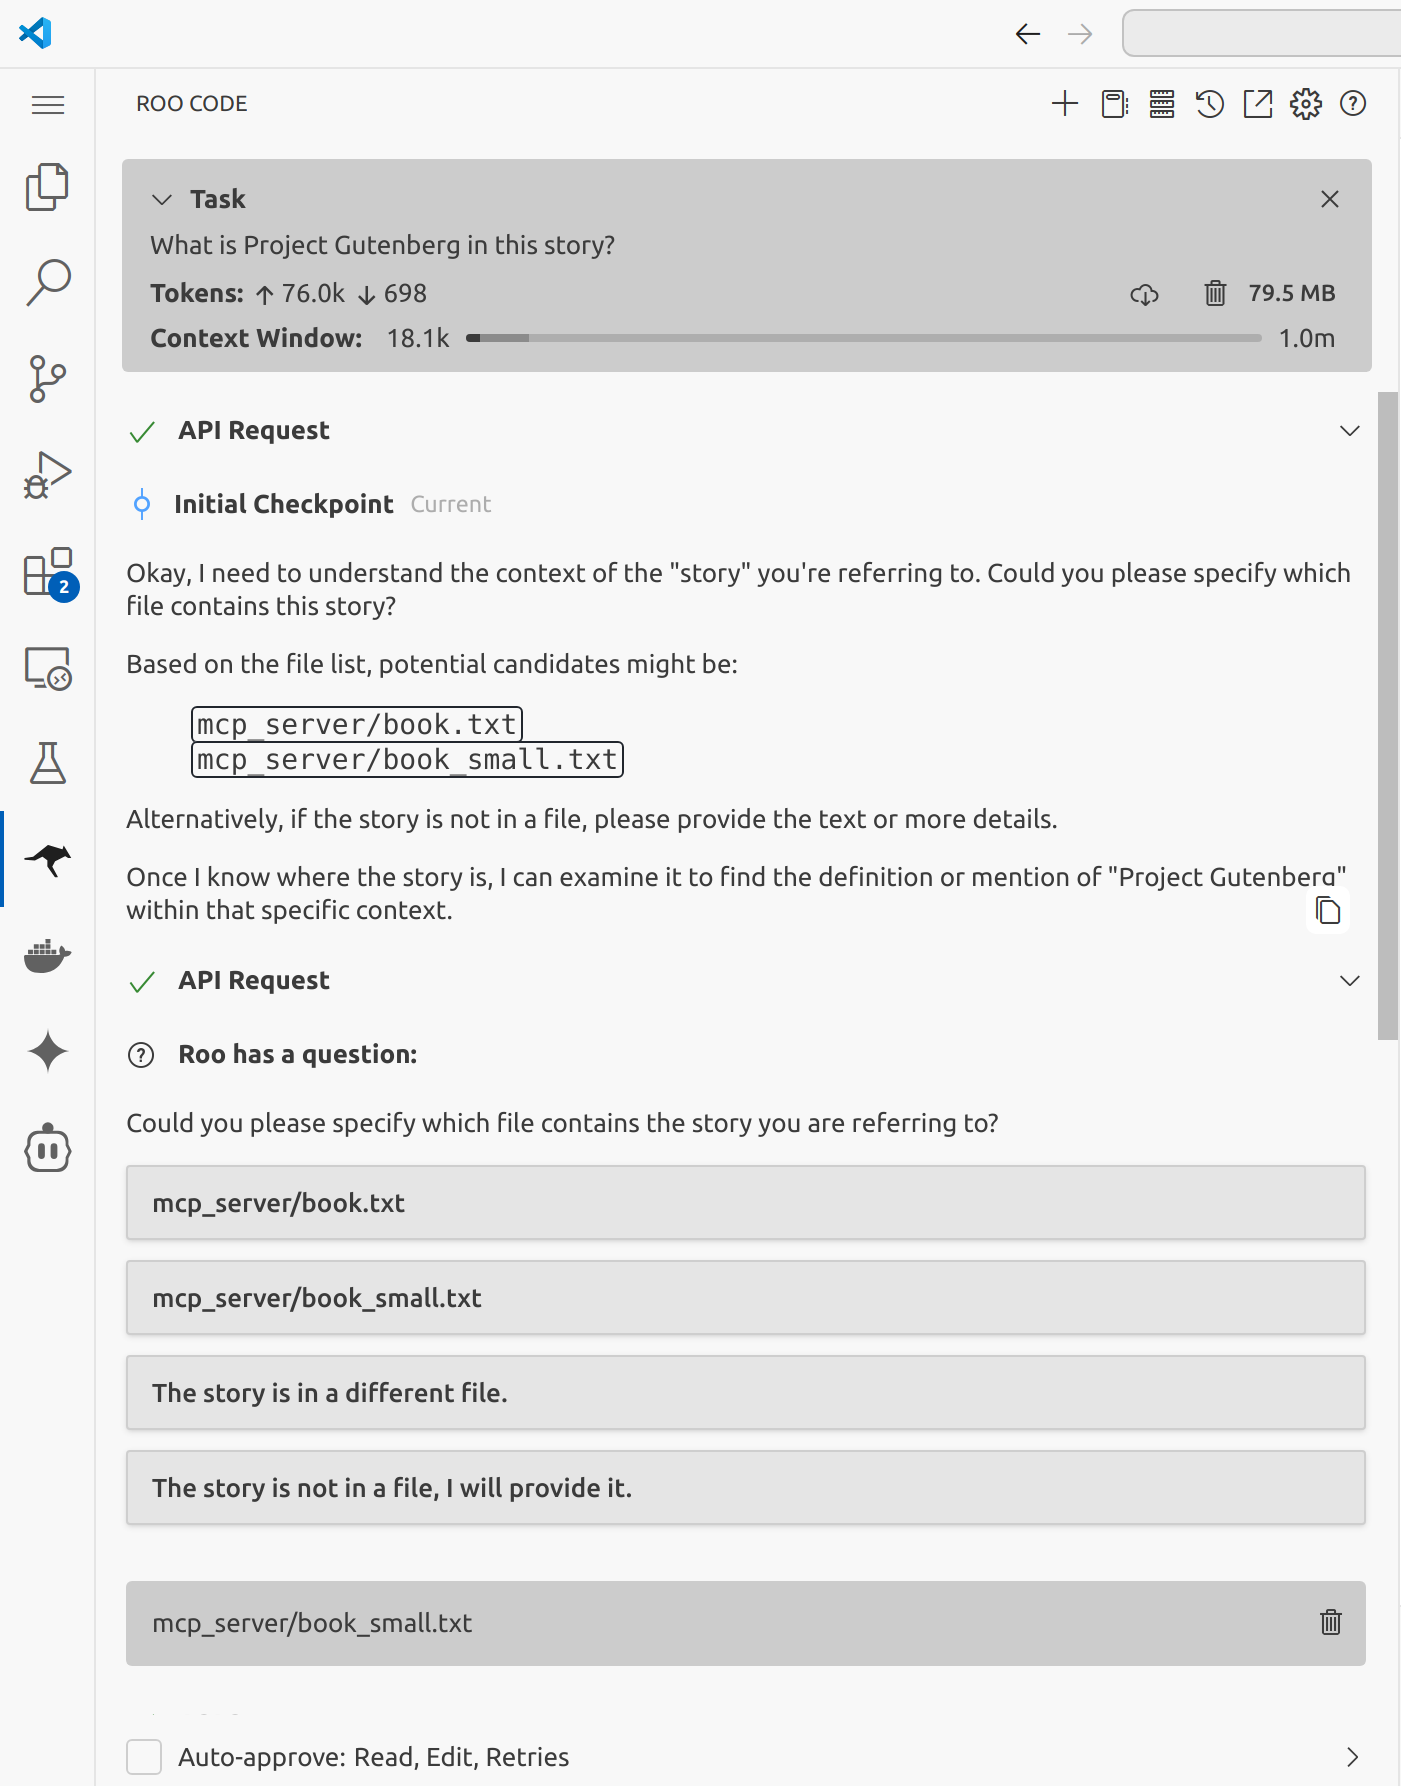 ROO CODE
Task
What is Project Gutenberg in this story?
Tokens: ↑ 76.0k ↓ 698 79.5 MB
Context Window: 18.1k 1.0m
API Request
Initial Checkpoint Current
Okay, I need to understand the context of the "story" you're referring to. Could you please specify which
file contains this story?
Based on the file list, potential candidates might be:
mcp_server/book.txt
mcp_server/book_small.txt
Alternatively, if the story is not in a file, please provide the text or more details.
Once I know where the story is, I can examine it to find the definition or mention of "Project Gutenberg"
within that specific context.
API Request
Roo has a question:
Could you please specify which file contains the story you are referring to?
mcp_server/book.txt
mcp_server/book_small.txt
The story is in a different file.
The story is not in a file, I will provide it.
mcp_server/book_small.txt
Auto-approve: Read, Edit, Retries
2